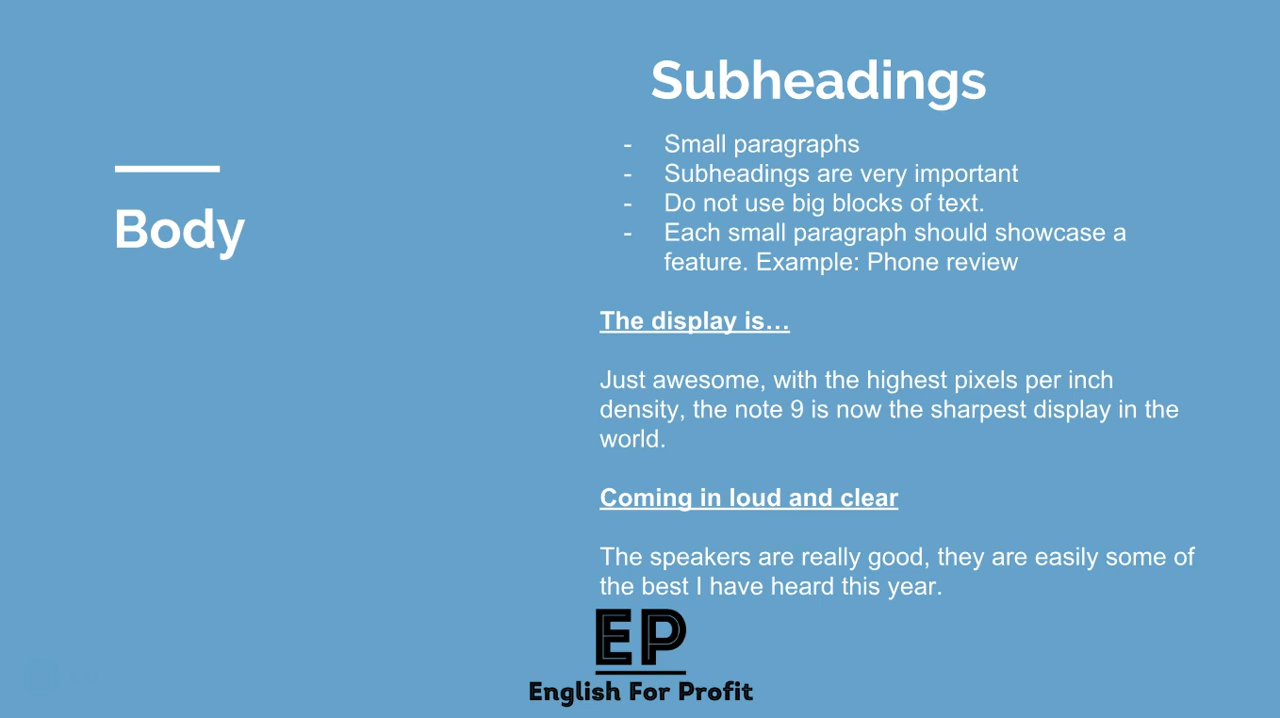 Body
Subheadings
- Small paragraphs
- Subheadings are very important
- Do not use big blocks of text.
- Each small paragraph should showcase a
feature. Example: Phone review
The display is…
Just awesome, with the highest pixels per inch
density, the note 9 is now the sharpest display in the
world.
Coming in loud and clear
The speakers are really good, they are easily some of
the best I have heard this year.
EP
English For Profit